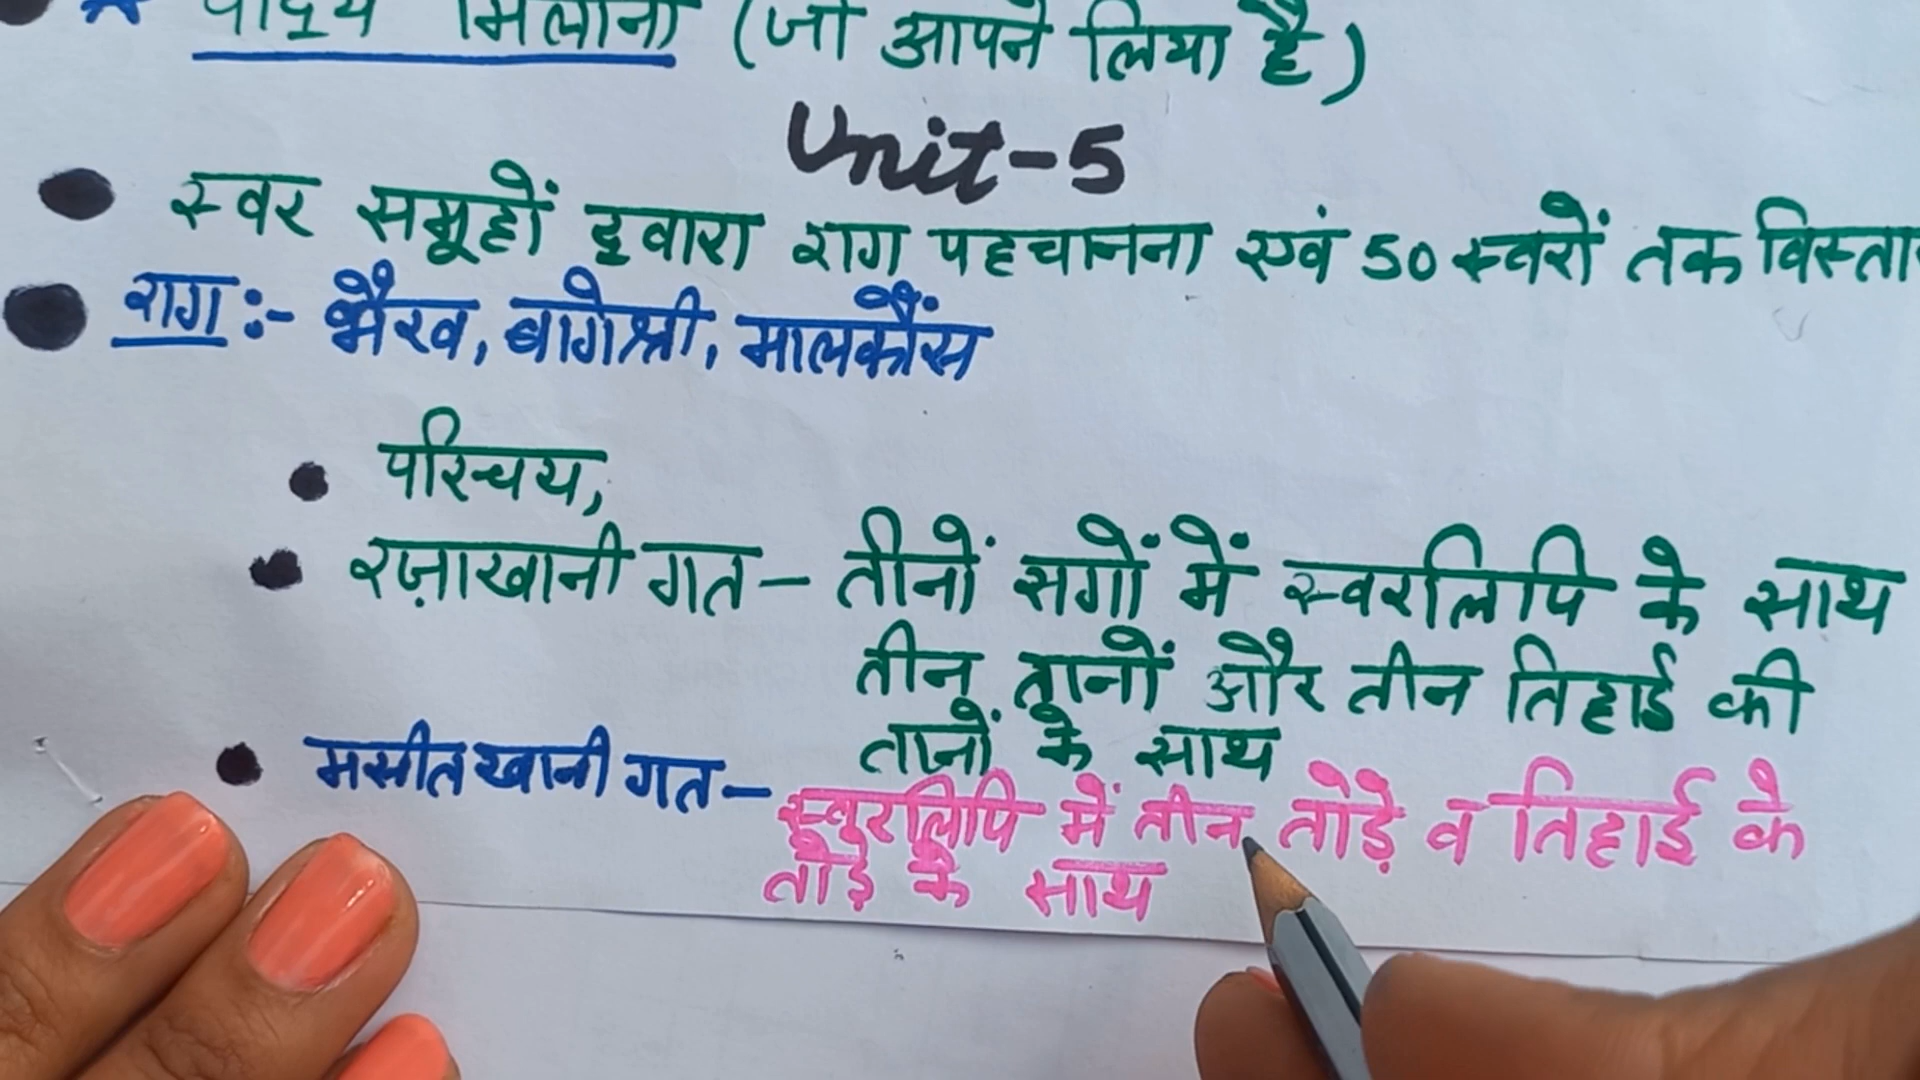 वाद्य मिलाना (जो आपने लिया है)
Unit-5
स्वर समूहों द्वारा राग पहचानना एवं 50 स्वरों तक विस्ता
राग :- भैरव, बागेश्री, मालकौंस
परिचय,
रज़ाखानी गत - तीनों रागों में स्वरलिपि के साथ
तीन तानों और तीन तिहाई की
तानों के साथ
मसीतखानी गत - स्वरलिपि में तीन तोड़े व तिहाई के
तोड़े के साथ